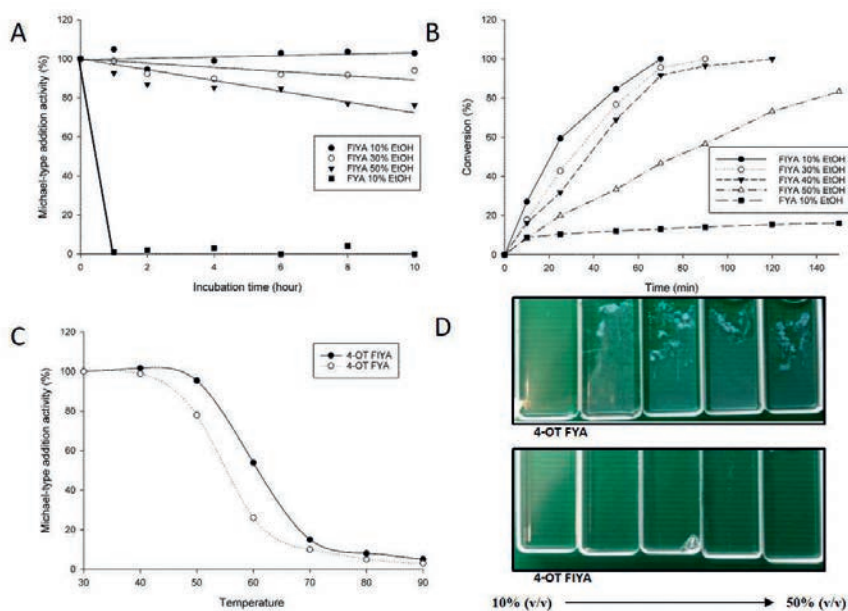 A
Michael-type addition activity (%)
120
100
80
60
40
20
0
FIYA 10% EtOH
FIYA 30% EtOH
FIYA 50% EtOH
FYA 10% EtOH
0 2 4 6 8 10
Incubation time (hour)
B
Conversion (%)
120
100
80
60
40
20
0
FIYA 10% EtOH
FIYA 30% EtOH
FIYA 40% EtOH
FIYA 50% EtOH
FYA 10% EtOH
0 20 40 60 80 100 120 140
Time (min)
C
Michael-type addition activity (%)
120
100
80
60
40
20
0
4-OT FIYA
4-OT FYA
30 40 50 60 70 80 90
Temperature
D
4-OT FYA
4-OT FIYA
10% (v/v) 50% (v/v)